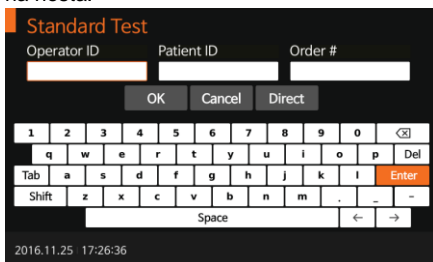 Standard Test
Operator ID Patient ID Order #
OK Cancel Direct
1 2 3 4 5 6 7 8 9 0
q w e r t y u i o p Del
Tab a s d f g h j k l Enter
Shift z x c v b n m . _ -
Space ← →
2016.11.25 17:26:36